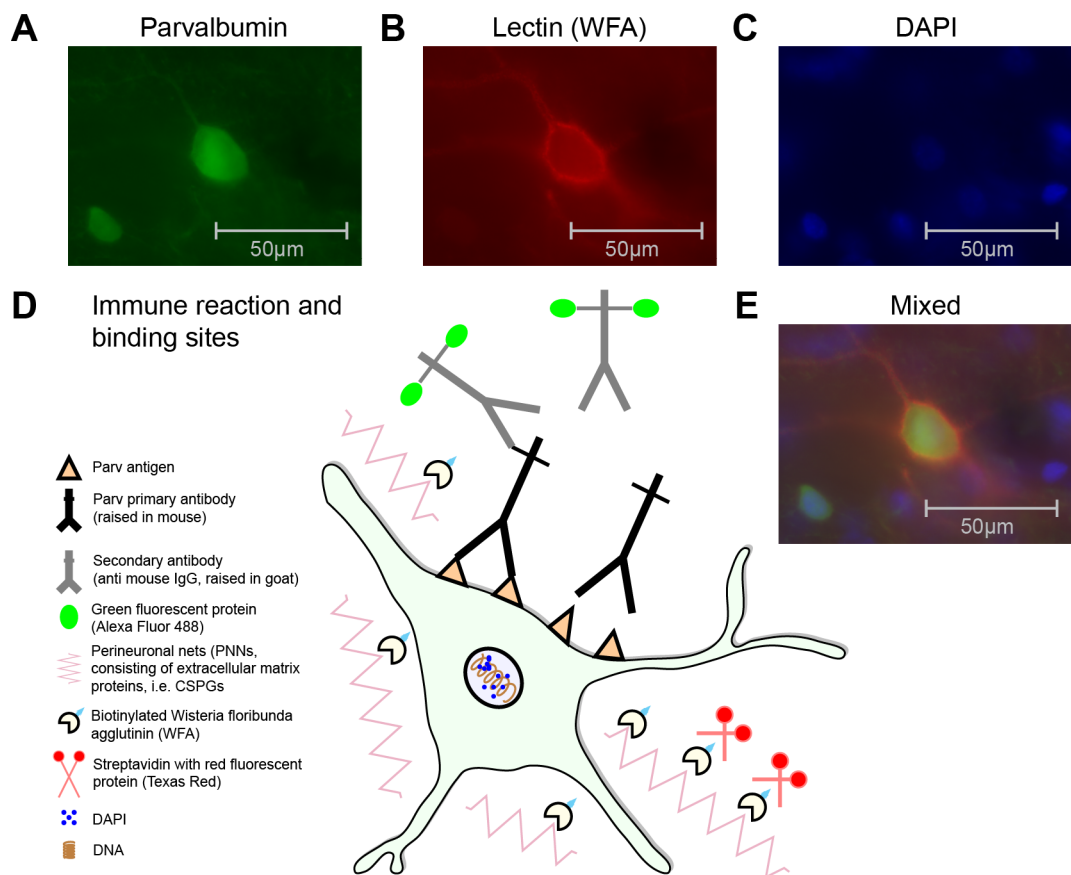 A Parvalbumin
B Lectin (WFA)
C DAPI
50µm
50µm
50µm
D Immune reaction and
binding sites
E Mixed
50µm
Parv antigen
Parv primary antibody
(raised in mouse)
Secondary antibody
(anti mouse IgG, raised in goat)
Green fluorescent protein
(Alexa Fluor 488)
Perineuronal nets (PNNs,
consisting of extracellular matrix
proteins, i.e. CSPGs
Biotinylated Wisteria floribunda
agglutinin (WFA)
Streptavidin with red fluorescent
protein (Texas Red)
DAPI
DNA